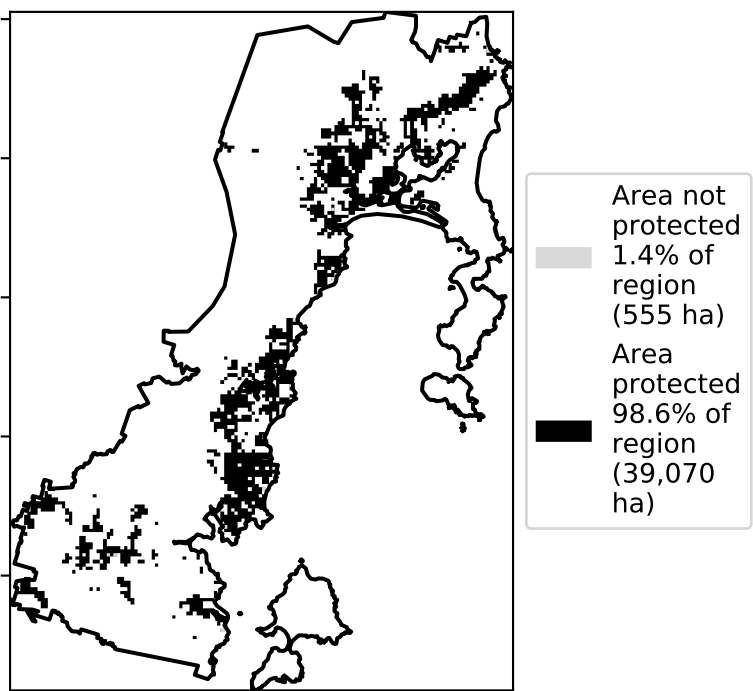 Area not
protected
1.4% of
region
(555 ha)
Area
protected
98.6% of
region
(39,070
ha)